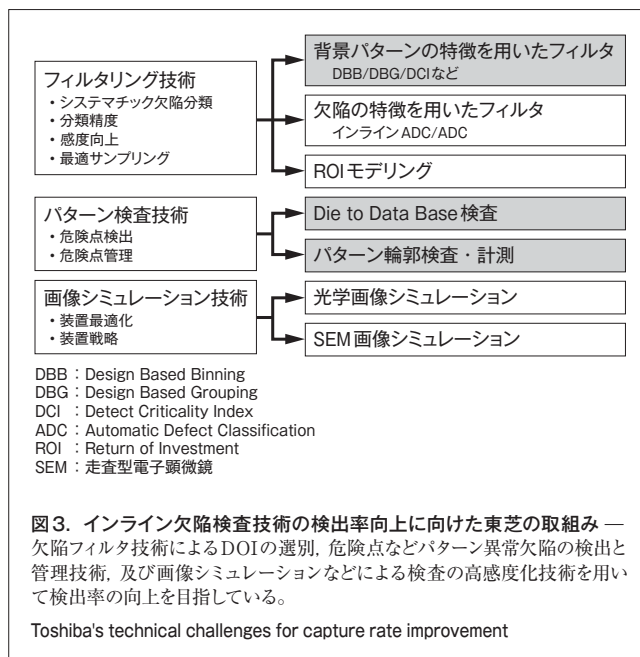 フィルタリング技術
・システマチック欠陥分類
・分類精度
・感度向上
・最適サンプリング
背景パターンの特徴を用いたフィルタ
DBB/DBG/DCIなど
欠陥の特徴を用いたフィルタ
インラインADC/ADC
ROIモデリング
パターン検査技術
・危険点検出
・危険点管理
Die to Data Base検査
パターン輪郭検査・計測
画像シミュレーション技術
・装置最適化
・装置戦略
光学画像シミュレーション
SEM画像シミュレーション
DBB：Design Based Binning
DBG：Design Based Grouping
DCI ：Detect Criticality Index
ADC：Automatic Defect Classification
ROI ：Return of Investment
SEM：走査型電子顕微鏡
図3．インライン欠陥検査技術の検出率向上に向けた東芝の取組み ―
欠陥フィルタ技術によるDOIの選別，危険点などパターン異常欠陥の検出と
管理技術，及び画像シミュレーションなどによる検査の高感度化技術を用い
て検出率の向上を目指している。
Toshiba's technical challenges for capture rate improvement